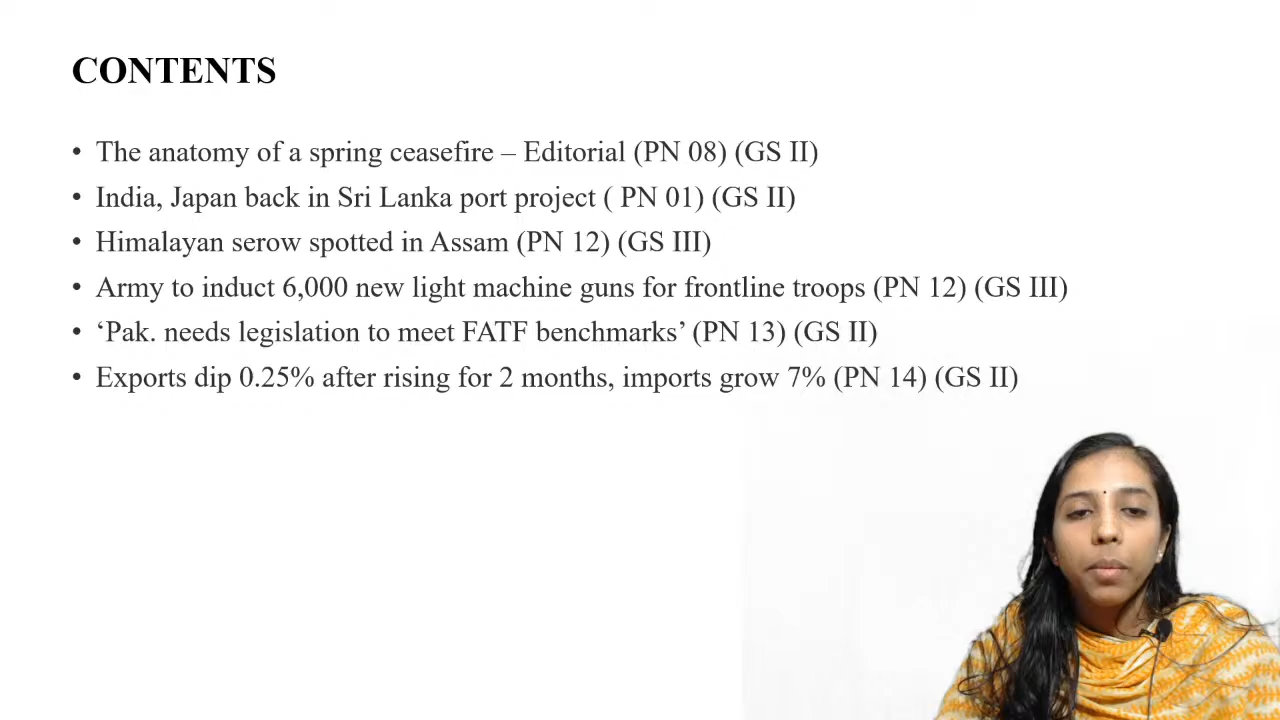 CONTENTS
• The anatomy of a spring ceasefire – Editorial (PN 08) (GS II)
• India, Japan back in Sri Lanka port project ( PN 01) (GS II)
• Himalayan serow spotted in Assam (PN 12) (GS III)
• Army to induct 6,000 new light machine guns for frontline troops (PN 12) (GS III)
• ‘Pak. needs legislation to meet FATF benchmarks’ (PN 13) (GS II)
• Exports dip 0.25% after rising for 2 months, imports grow 7% (PN 14) (GS II)